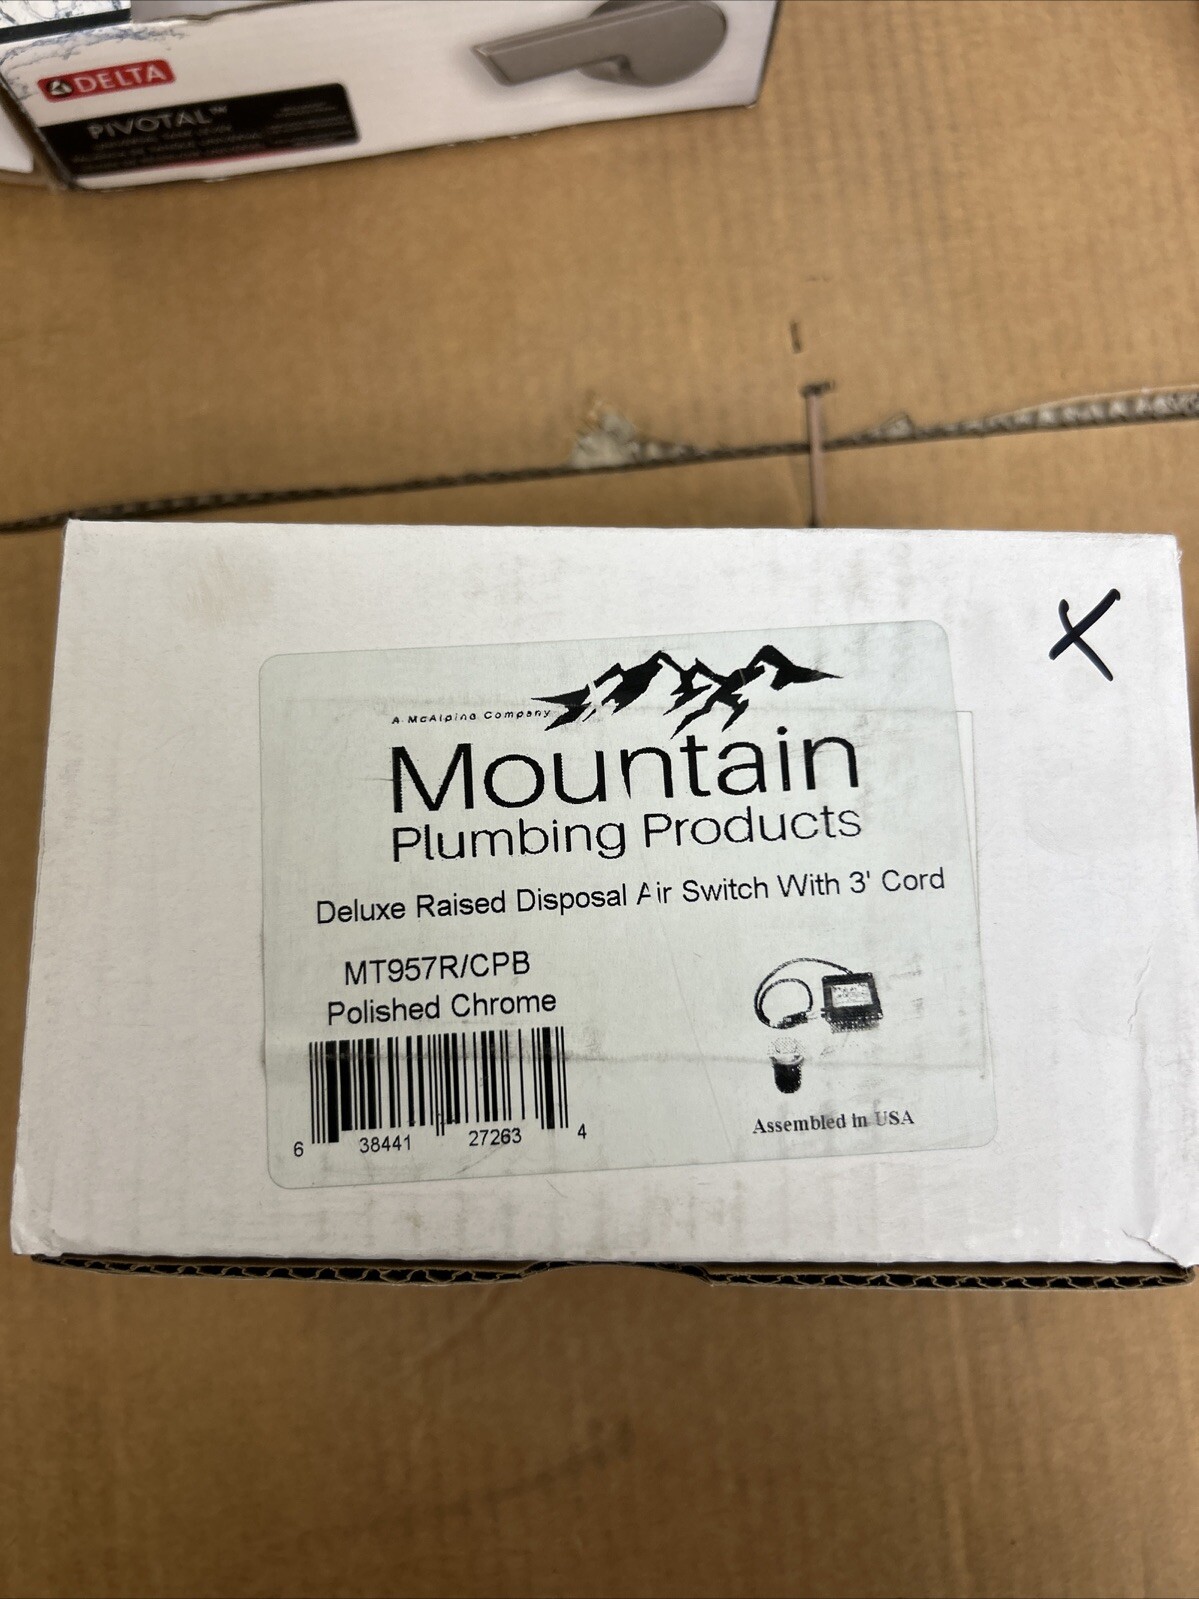 DELTA
PIVOTAL™
A McAlpine Company
Mountain
Plumbing Products
Deluxe Raised Disposal Air Switch With 3' Cord
MT957R/CPB
Polished Chrome
6 38441 27263 4
Assembled in USA
X